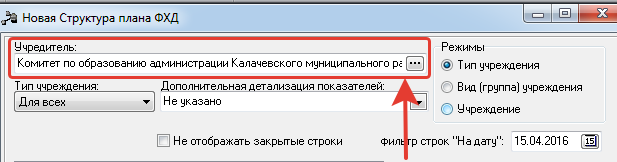 Новая Структура плана ФХД
Учредитель:
Комитет по образованию администрации Калачевского муниципального ра
...
Режимы
Тип учреждения
Вид (группа) учреждения
Учреждение
Тип учреждения:
Дополнительная детализация показателей:
Для всех
Не указано
Не отображать закрытые строки
фильтр строк "На дату":
15.04.2016
15